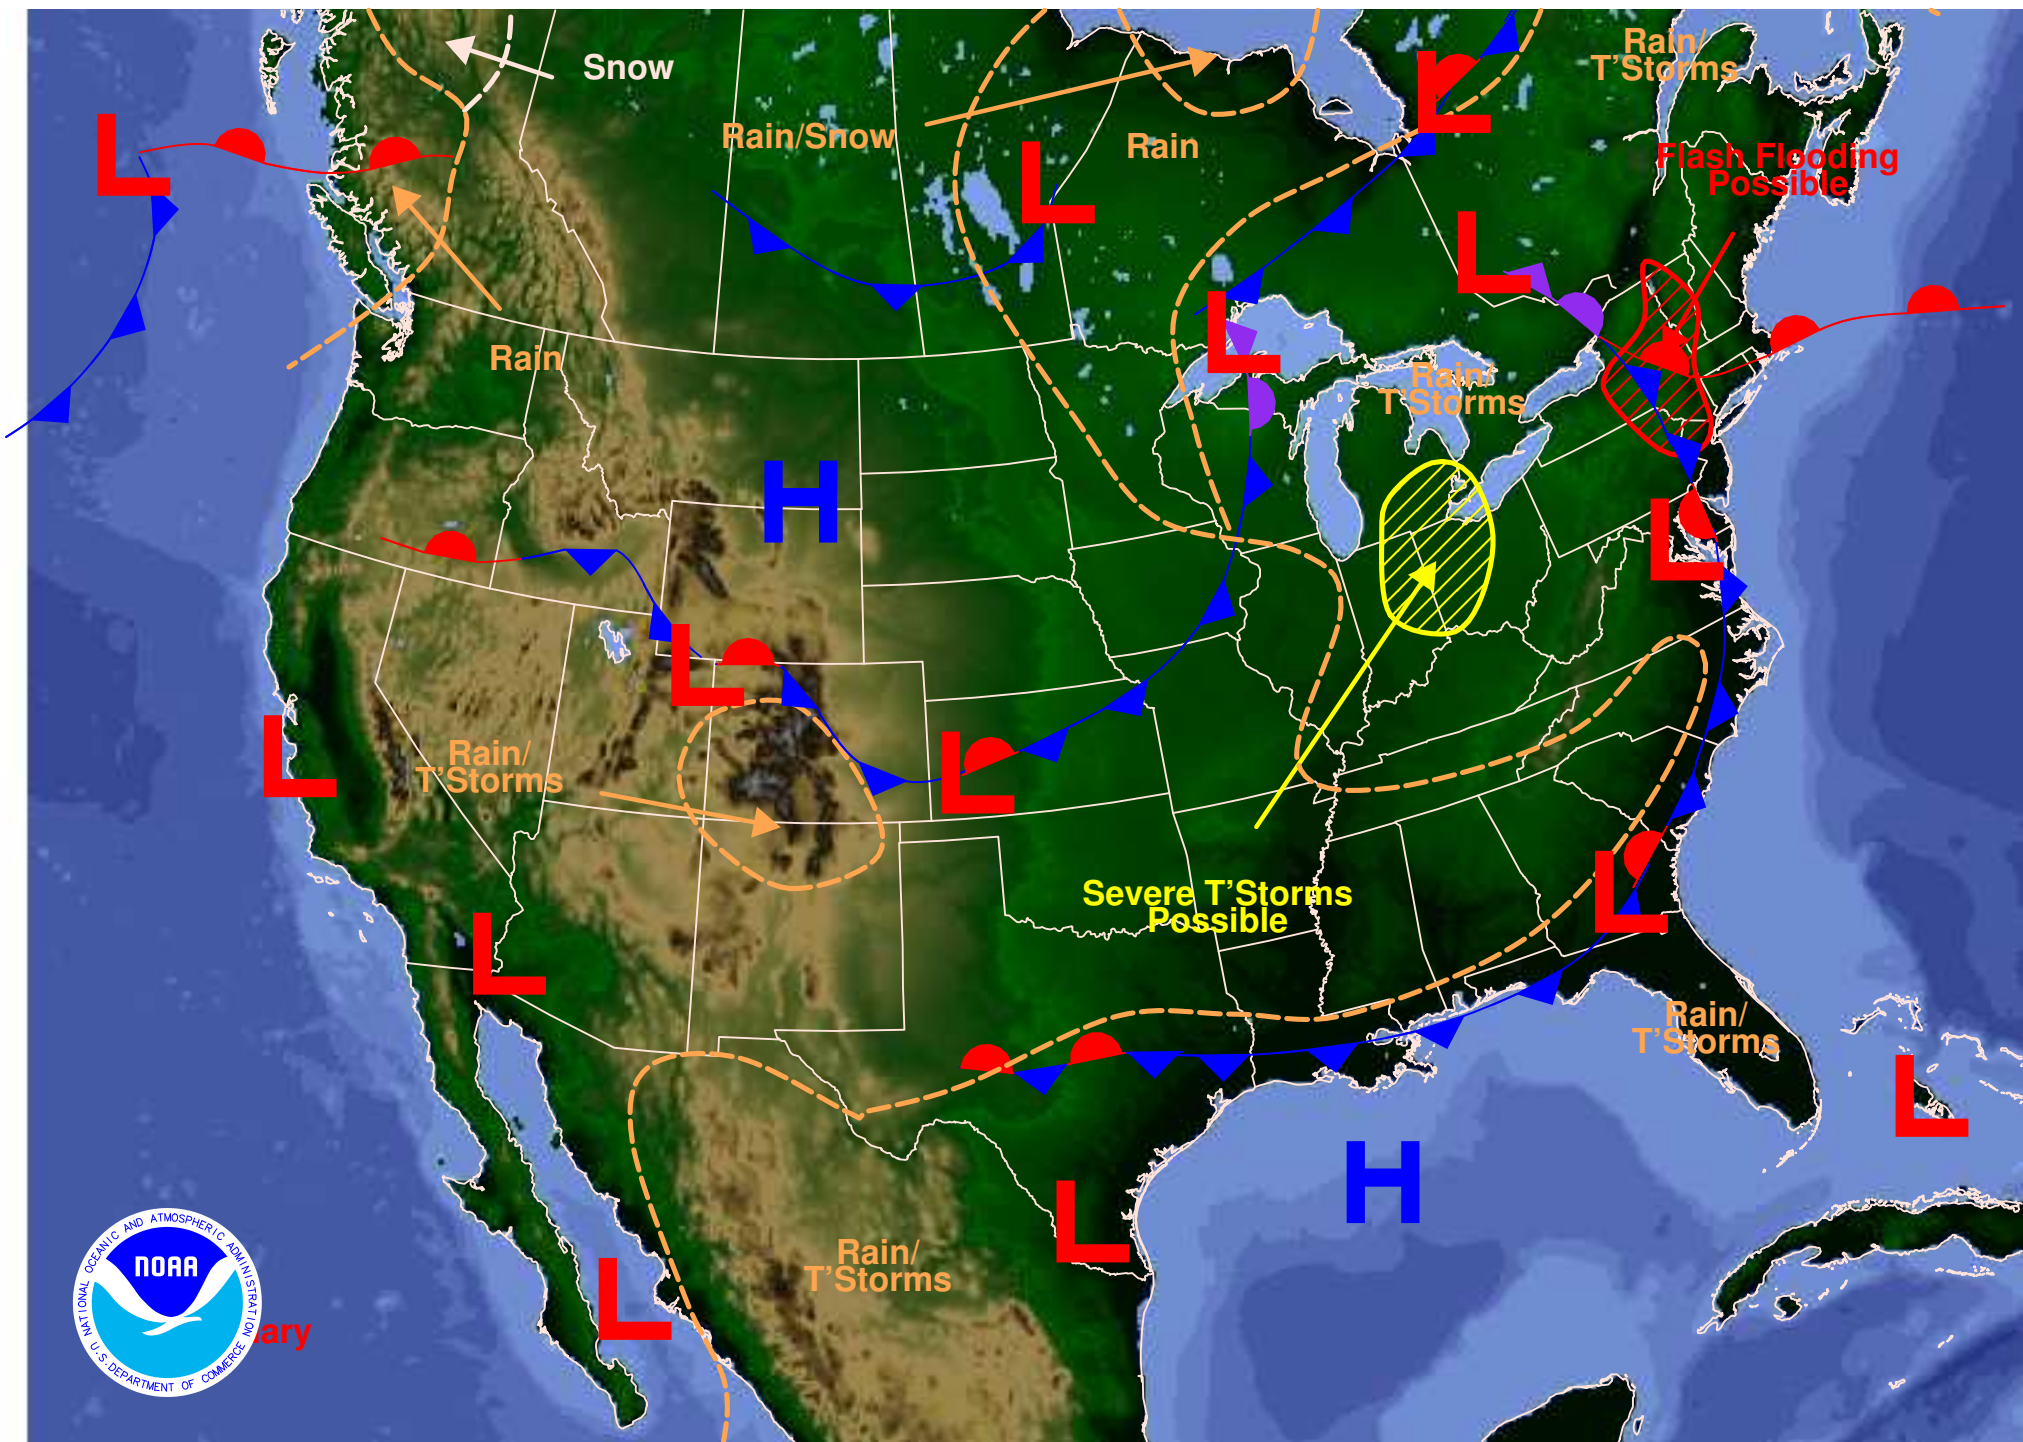 Snow
Rain/
T'Storms
Rain/Snow
Rain
Flash Flooding
Possible
L
L
L
L
L
Rain
Rain/
T'Storms
H
L
L
Rain/
T'Storms
L
L
Severe T'Storms
Possible
L
L
Rain/
T'Storms
L
H
L
Rain/
T'Storms
L
NATIONAL OCEANIC AND ATMOSPHERIC ADMINISTRATION
NOAA
U.S. DEPARTMENT OF COMMERCE